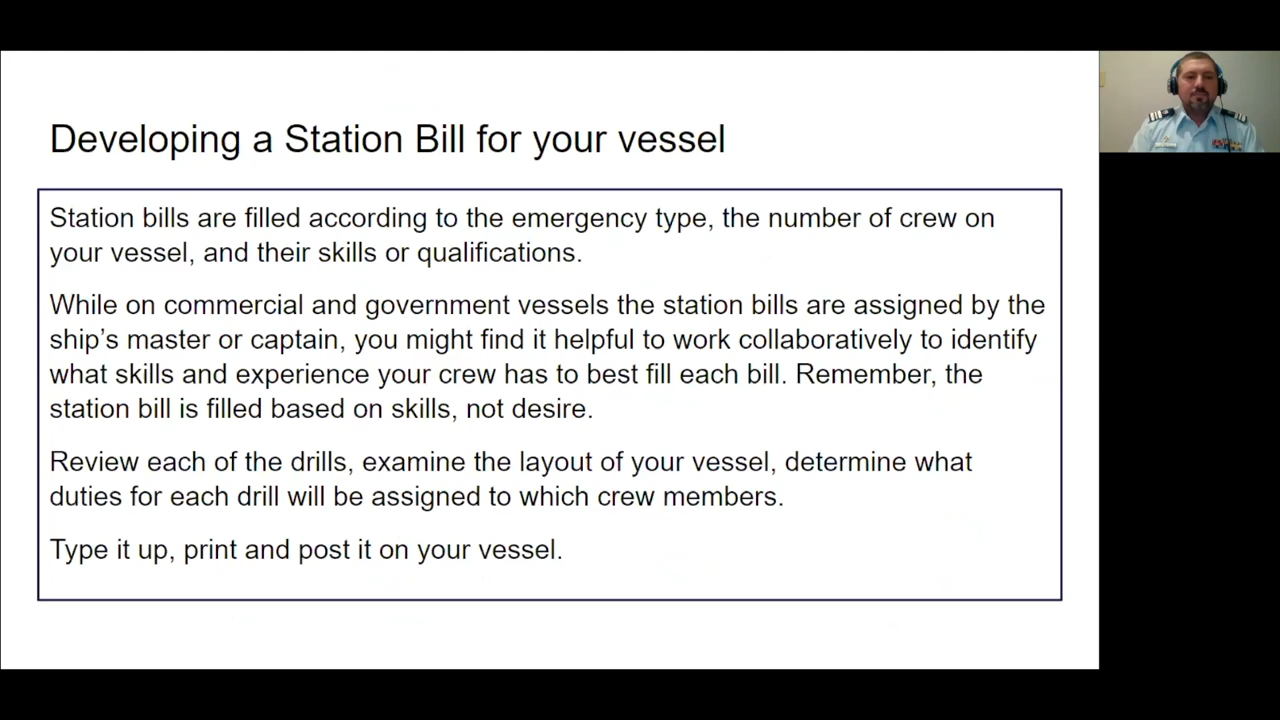 Developing a Station Bill for your vessel
Station bills are filled according to the emergency type, the number of crew on
your vessel, and their skills or qualifications.
While on commercial and government vessels the station bills are assigned by the
ship’s master or captain, you might find it helpful to work collaboratively to identify
what skills and experience your crew has to best fill each bill. Remember, the
station bill is filled based on skills, not desire.
Review each of the drills, examine the layout of your vessel, determine what
duties for each drill will be assigned to which crew members.
Type it up, print and post it on your vessel.